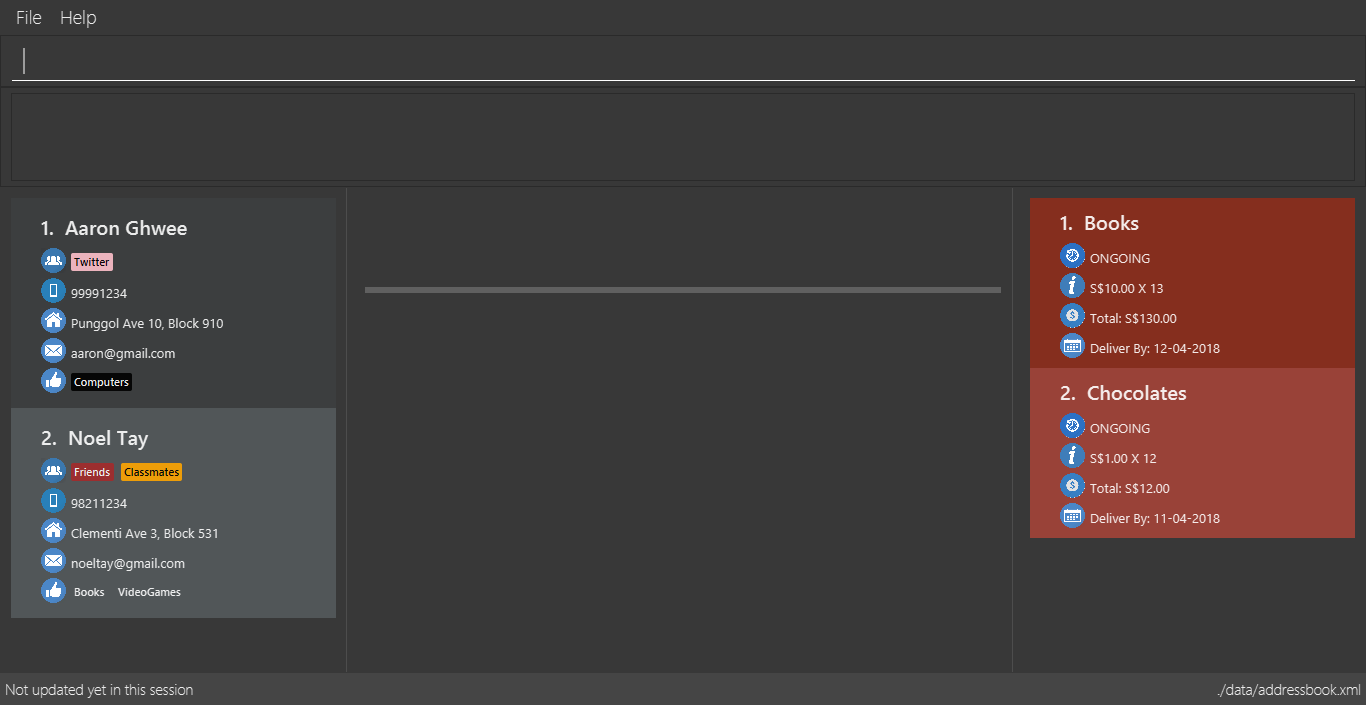 File Help
1. Aaron Ghwee
Twitter
99991234
Punggol Ave 10, Block 910
aaron@gmail.com
Computers
2. Noel Tay
Friends Classmates
98211234
Clementi Ave 3, Block 531
noeltay@gmail.com
Books VideoGames
1. Books
ONGOING
S$10.00 X 13
Total: S$130.00
Deliver By: 12-04-2018
2. Chocolates
ONGOING
S$1.00 X 12
Total: S$12.00
Deliver By: 11-04-2018
Not updated yet in this session
./data/addressbook.xml